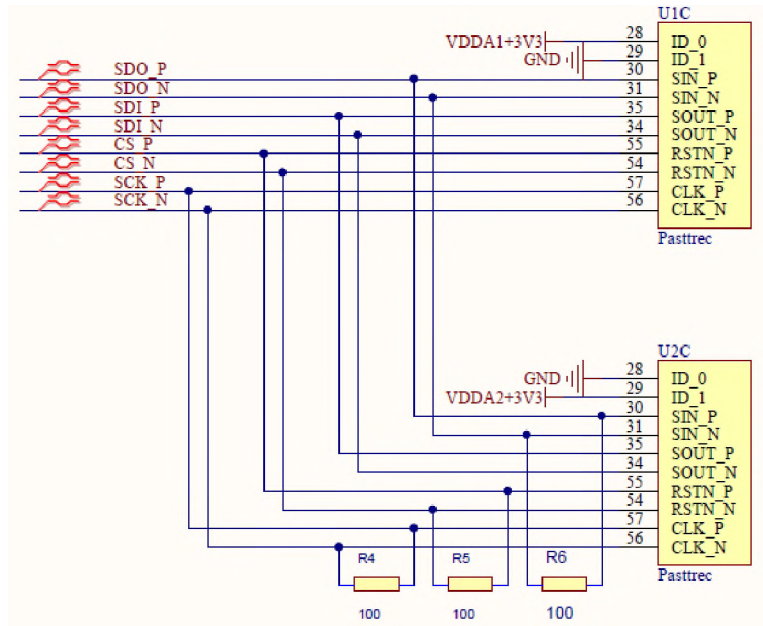 U1C
VDDA1+3V3 28 ID_0
GND 29 ID_1
SDO_P 30 SIN_P
SDO_N 31 SIN_N
SDI_P 35 SOUT_P
SDI_N 34 SOUT_N
CS_P 55 RSTN_P
CS_N 54 RSTN_N
SCK_P 57 CLK_P
SCK_N 56 CLK_N
Pasttrec
U2C
GND 28 ID_0
VDDA2+3V3 29 ID_1
30 SIN_P
31 SIN_N
35 SOUT_P
34 SOUT_N
55 RSTN_P
54 RSTN_N
57 CLK_P
56 CLK_N
R4 R5 R6
Pasttrec
100 100 100